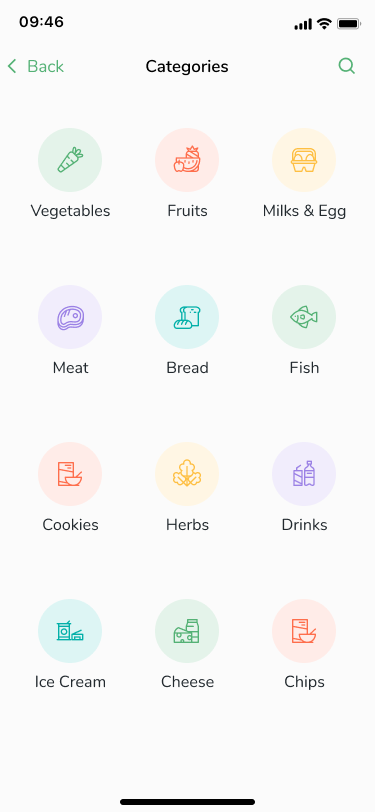 09:46
Back
Categories
Vegetables
Fruits
Milks & Egg
Meat
Bread
Fish
Cookies
Herbs
Drinks
Ice Cream
Cheese
Chips